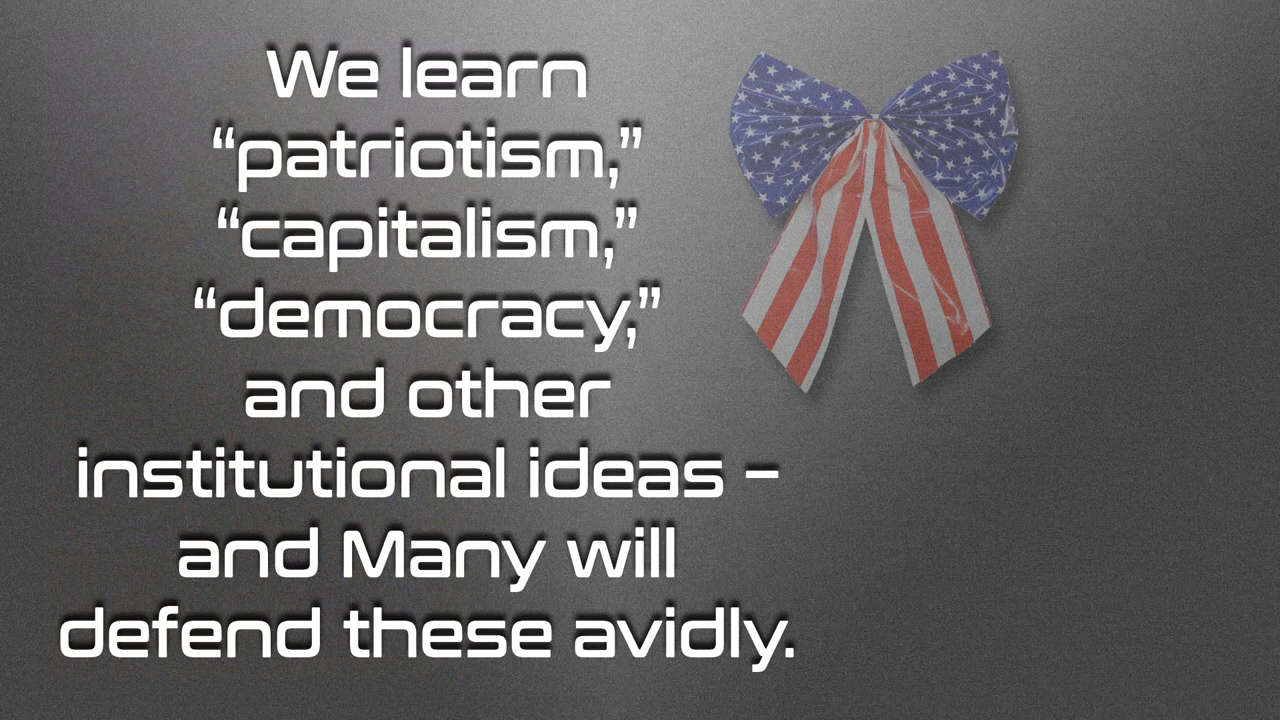 We learn
“patriotism,”
“capitalism,”
“democracy,”
and other
institutional ideas –
and Many will
defend these avidly.